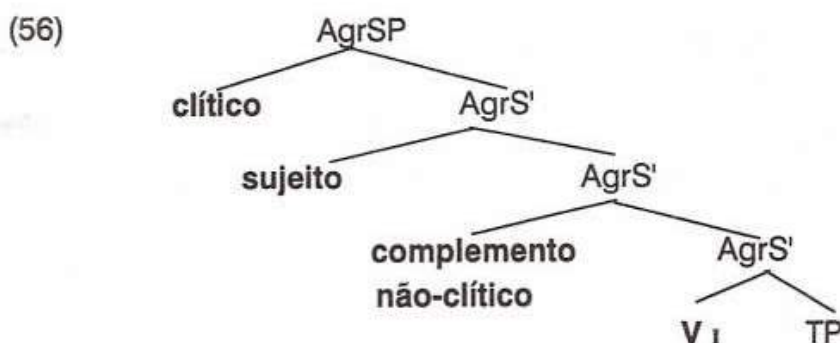 (56) AgrSP
clítico AgrS'
sujeito AgrS'
complemento AgrS'
não-clítico
V I TP